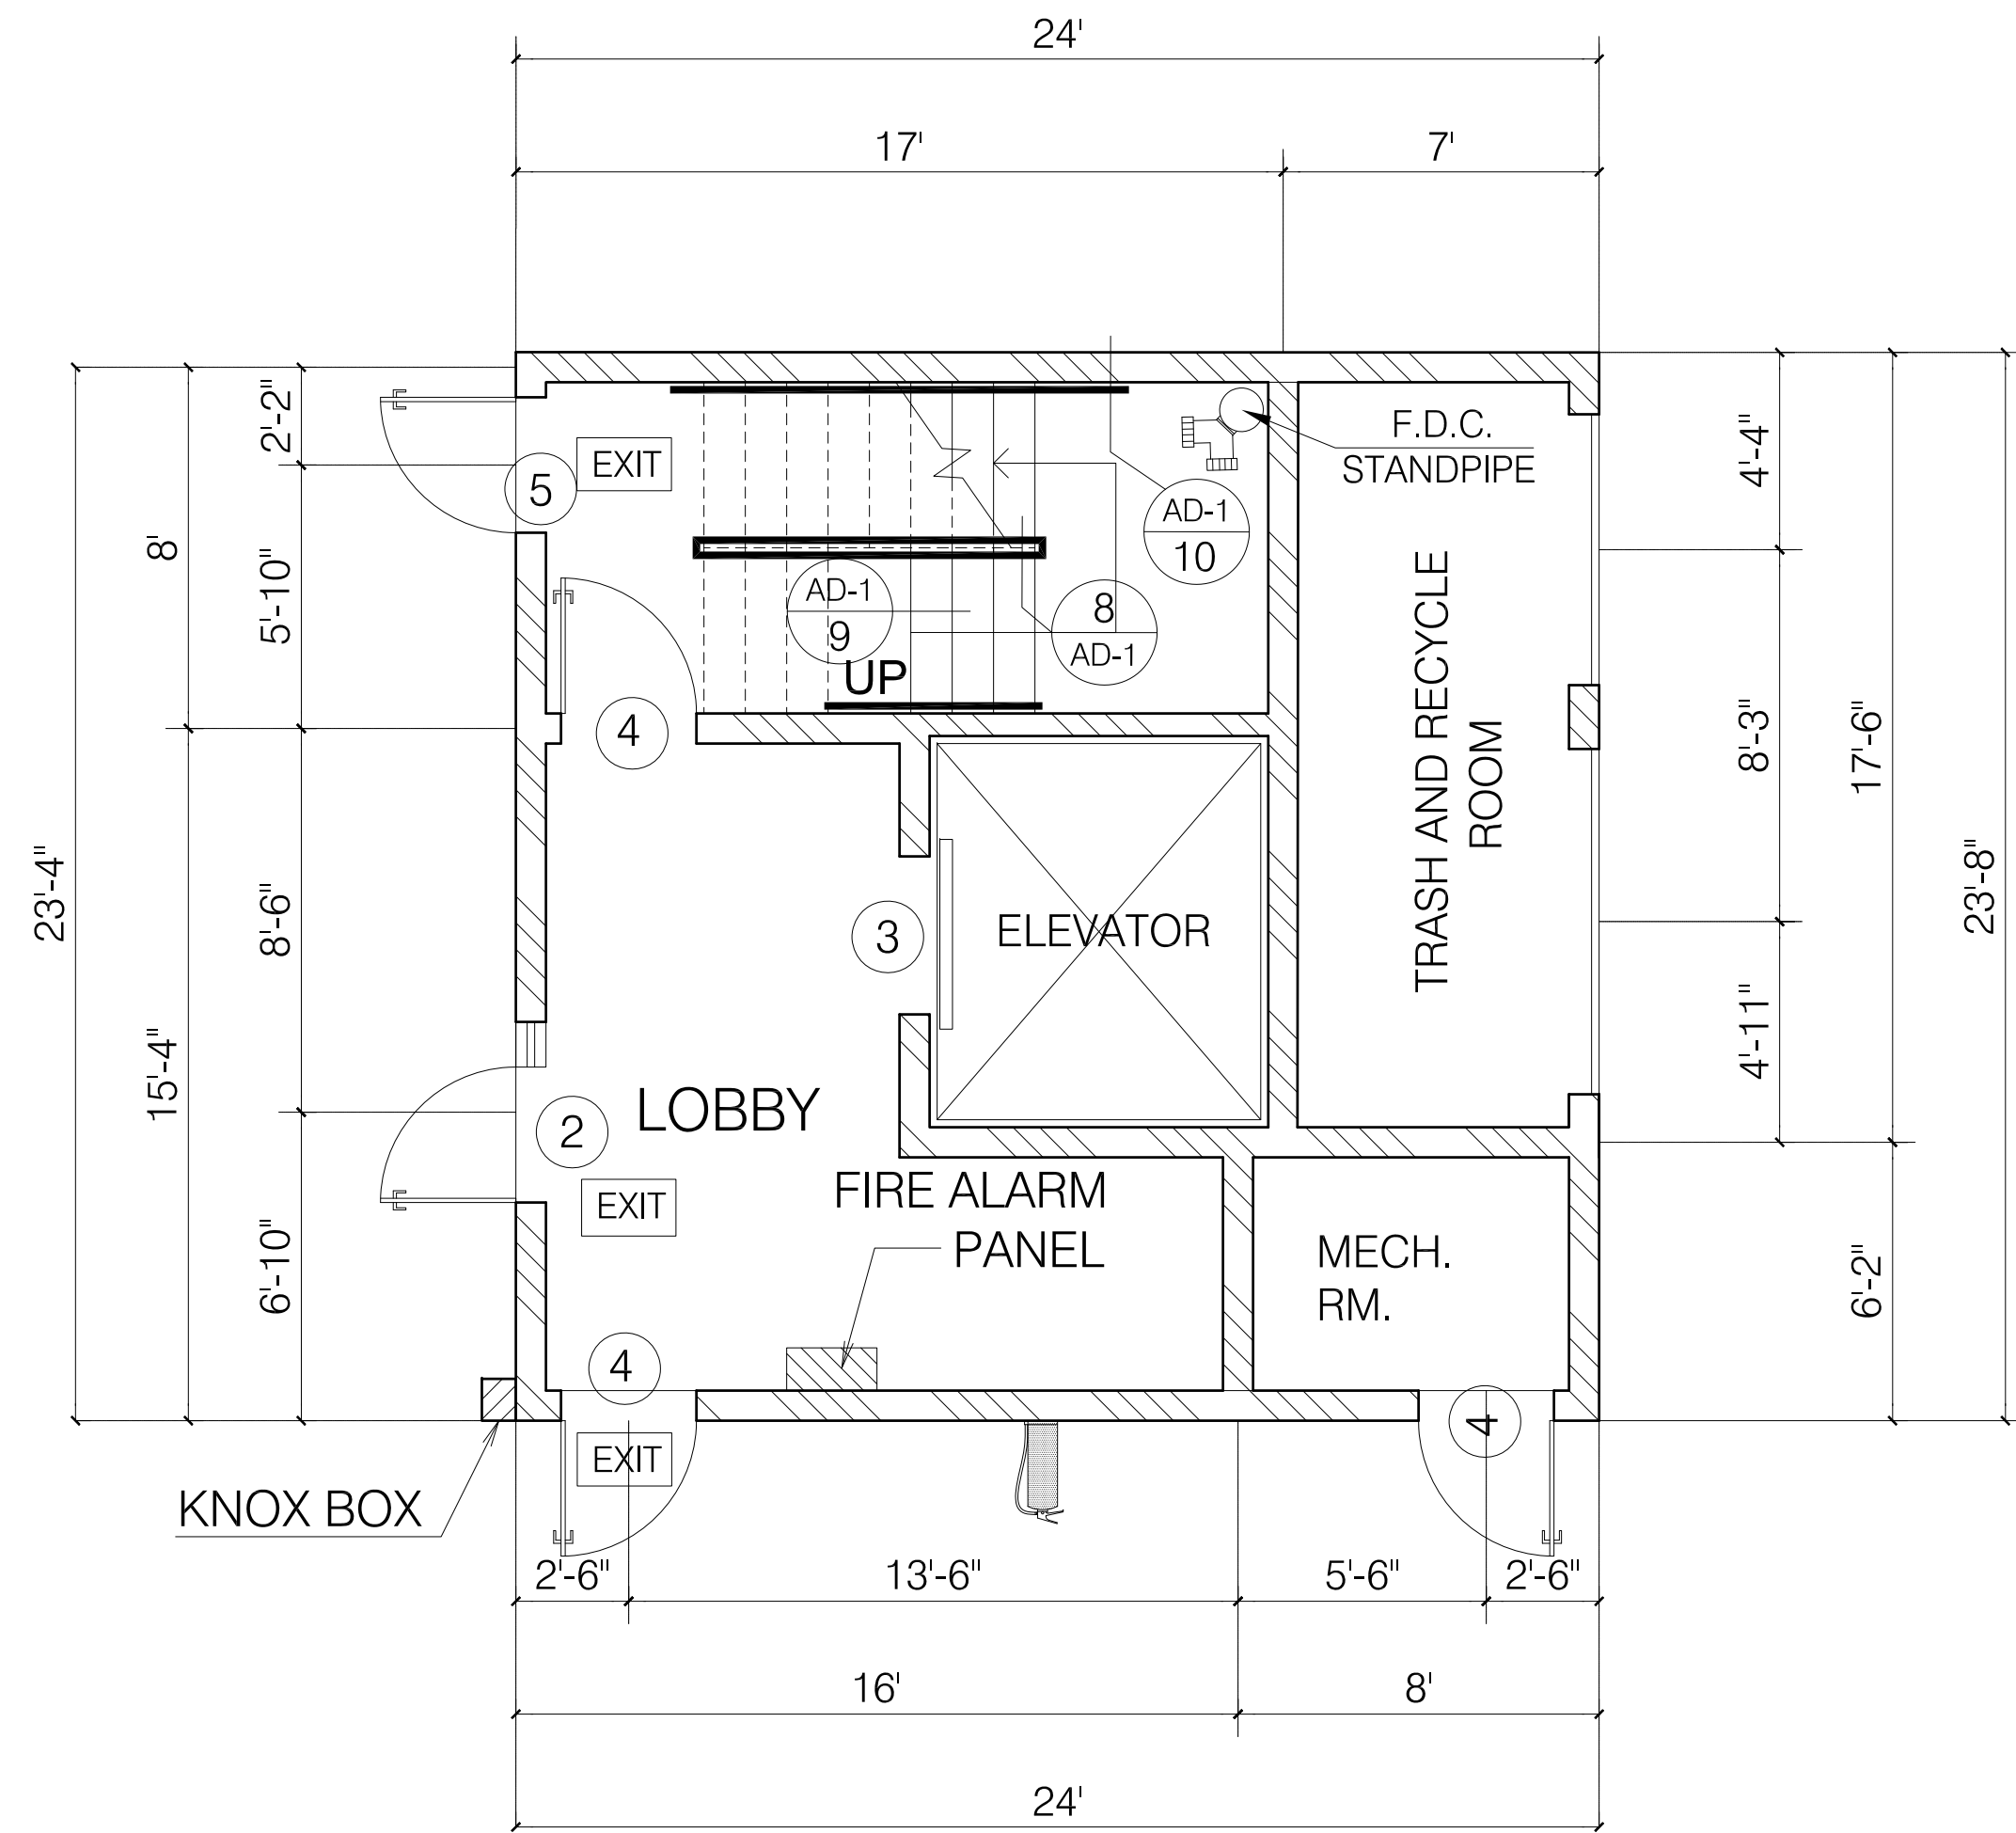 24'
17'
7'
2'-2"
4'-4"
F.D.C.
STANDPIPE
EXIT
5
AD-1
10
8'
5'-10"
AD-1
9
8
AD-1
UP
4
TRASH AND RECYCLE
ROOM
8'-3"
17'-6"
23'-4"
8'-6"
3
ELEVATOR
23'-8"
15'-4"
4'-11"
LOBBY
2
EXIT
FIRE ALARM
PANEL
MECH.
RM.
6'-10"
6'-2"
4
4
EXIT
KNOX BOX
2'-6"
13'-6"
5'-6"
2'-6"
16'
8'
24'